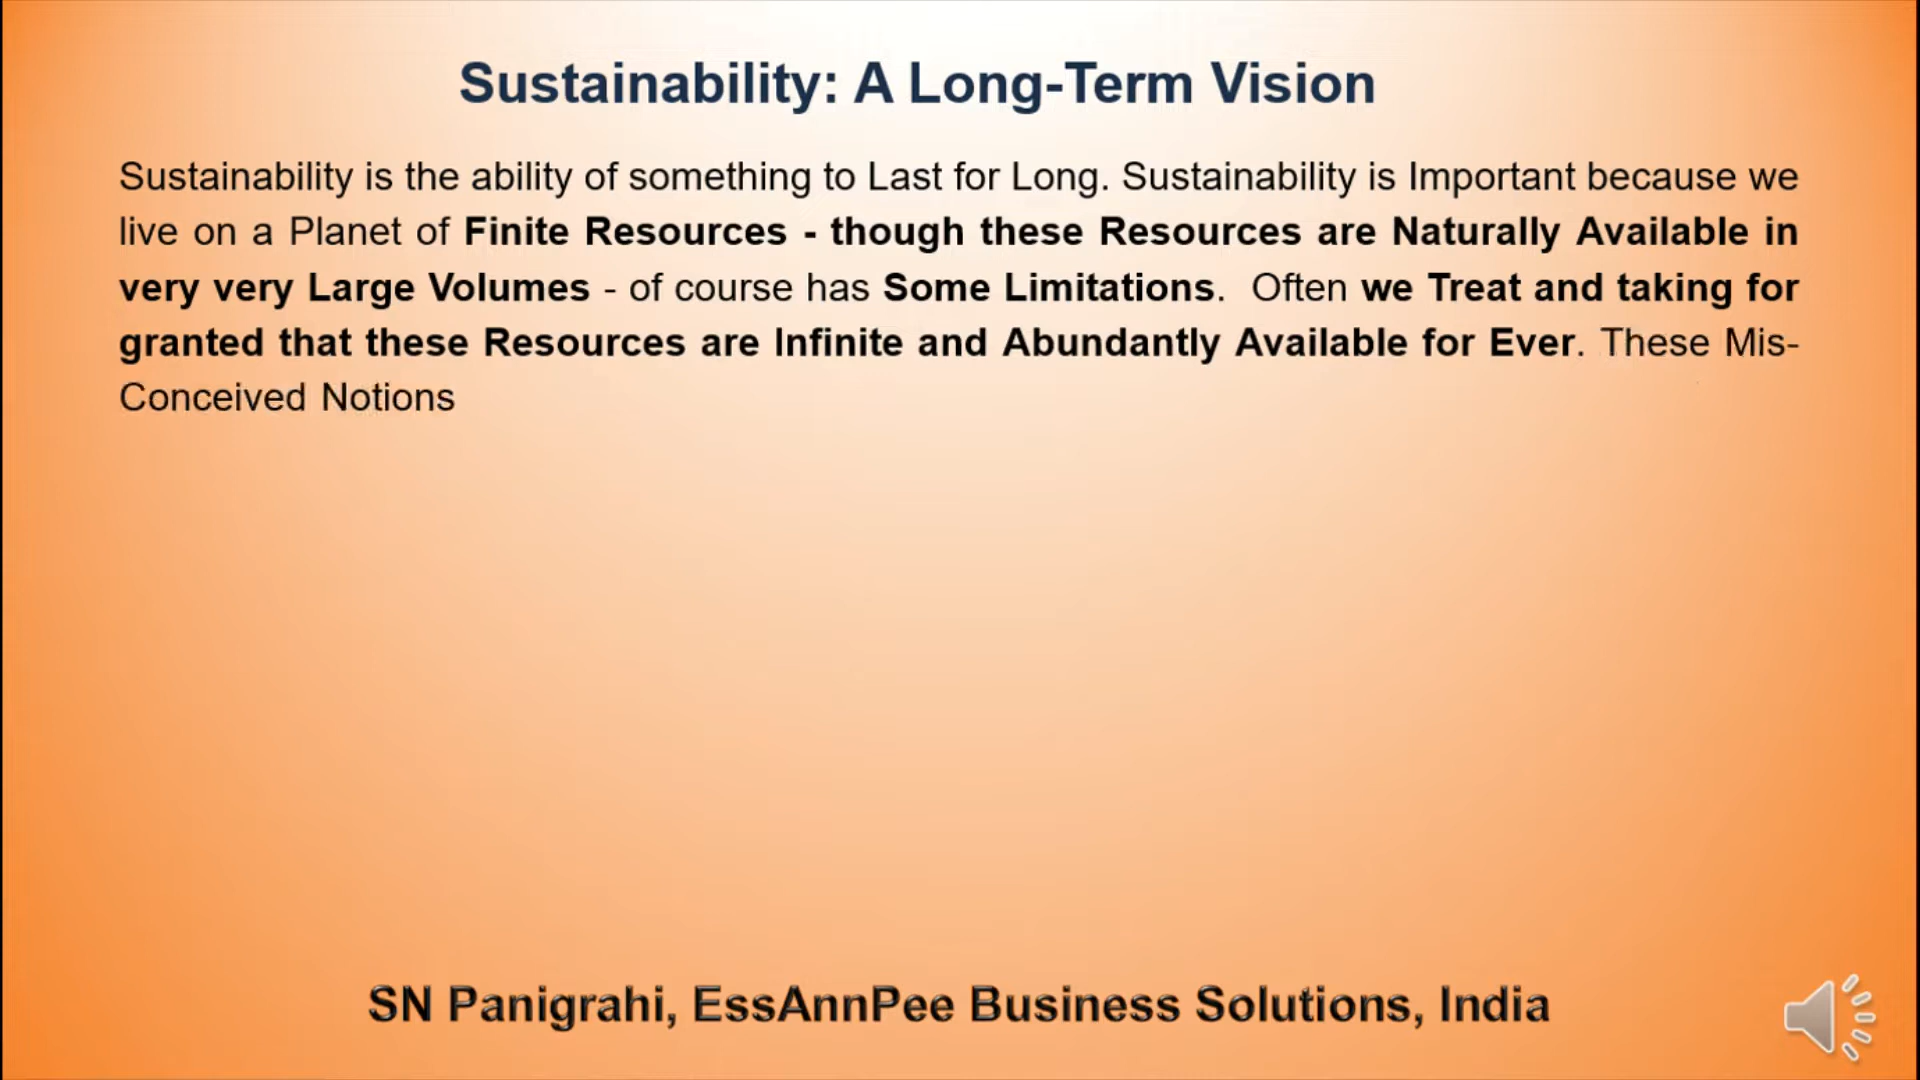 Sustainability: A Long-Term Vision
Sustainability is the ability of something to Last for Long. Sustainability is Important because we
live on a Planet of Finite Resources - though these Resources are Naturally Available in
very very Large Volumes - of course has Some Limitations.  Often we Treat and taking for
granted that these Resources are Infinite and Abundantly Available for Ever. These Mis-
Conceived Notions
SN Panigrahi, EssAnnPee Business Solutions, India